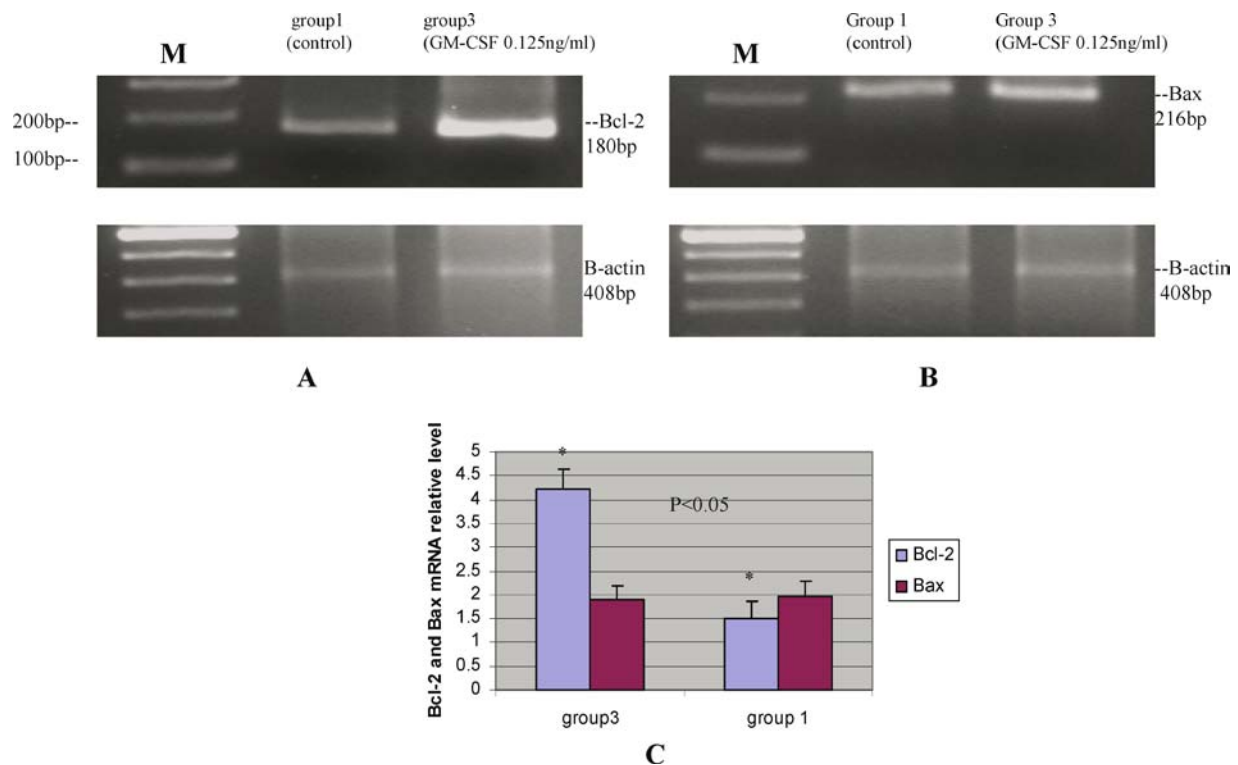 group1
(control)
group3
(GM-CSF 0.125ng/ml)
M
200bp--
100bp--
--Bcl-2
180bp
B-actin
408bp
A
Group 1
(control)
Group 3
(GM-CSF 0.125ng/ml)
M
--Bax
216bp
--B-actin
408bp
B
Bcl-2 and Bax mRNA relative level
5
4.5
4
3.5
3
2.5
2
1.5
1
0.5
0
*
P<0.05
*
Bcl-2
Bax
group3
group 1
C